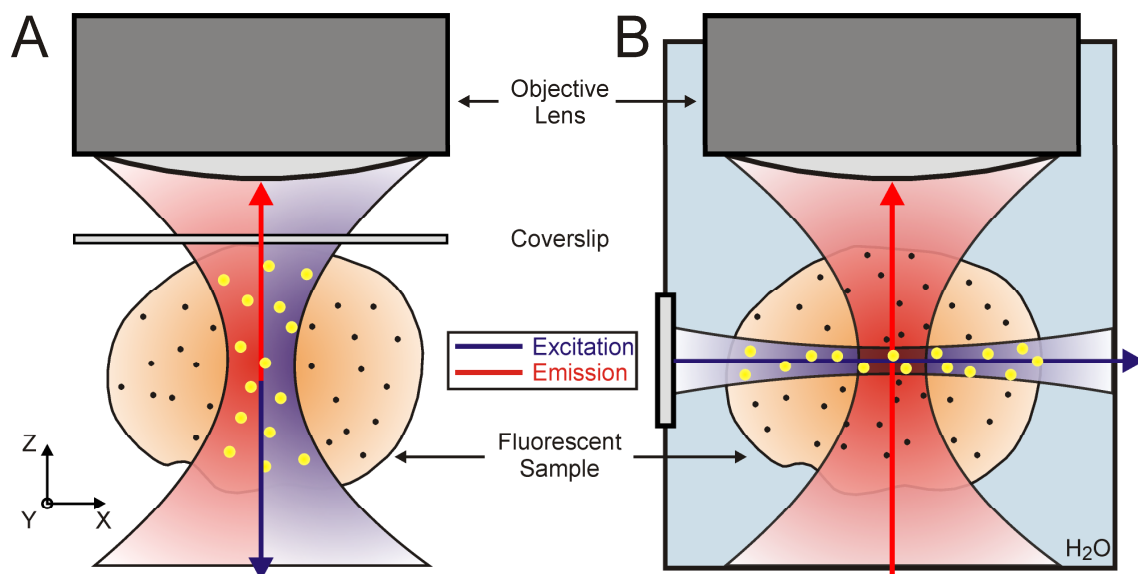 A
B
Objective
Lens
Coverslip
Excitation
Emission
Fluorescent
Sample
Z
Y
X
H₂O